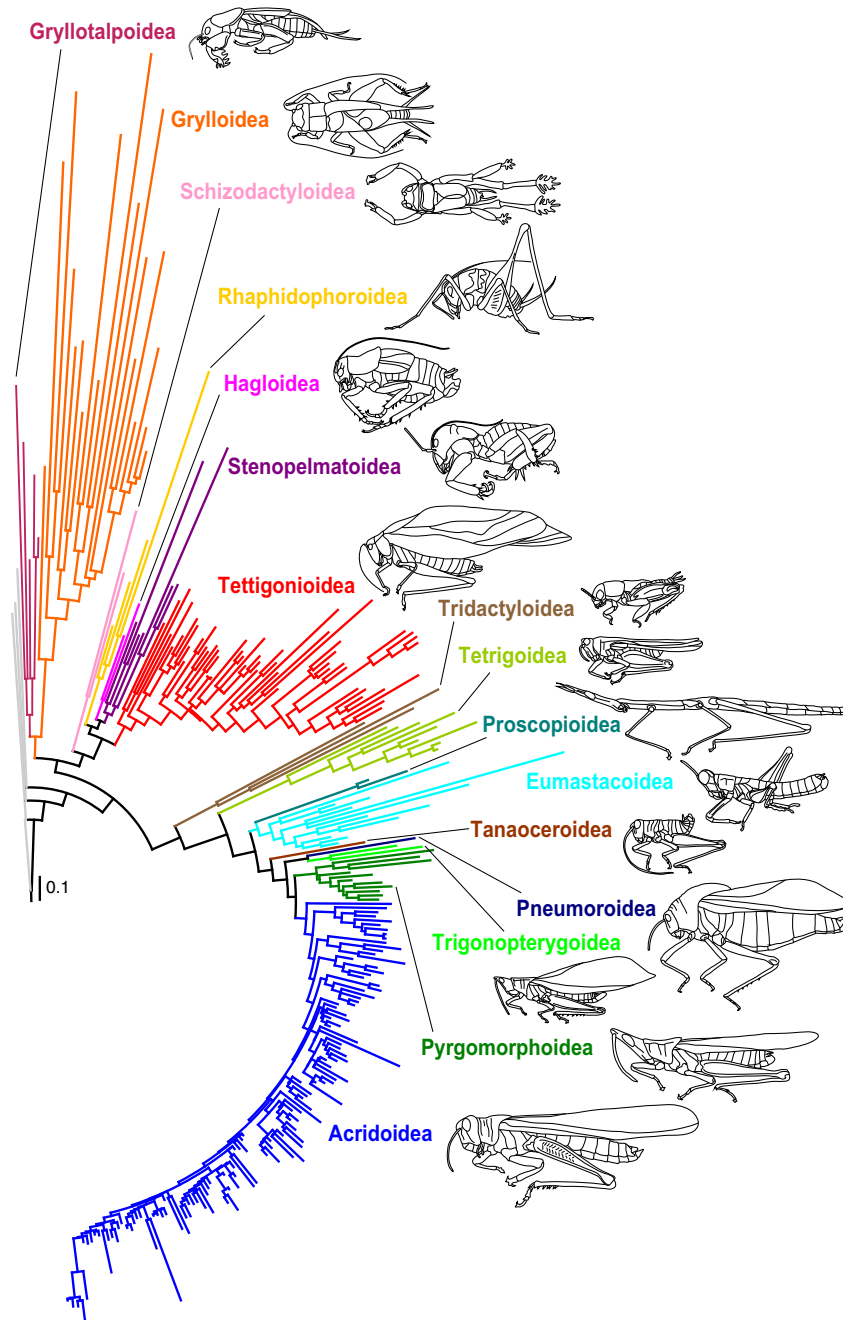 Gryllotalpoidea
Grylloidea
Schizodactyloidea
Rhaphidophoroidea
Hagloidea
Stenopelmatoidea
Tettigonioidea
Tridactyloidea
Tetrigoidea
Proscopioidea
Eumastacoidea
Tanaoceroidea
0.1
Pneumoroidea
Trigonopterygoidea
Pyrgomorphoidea
Acridoidea